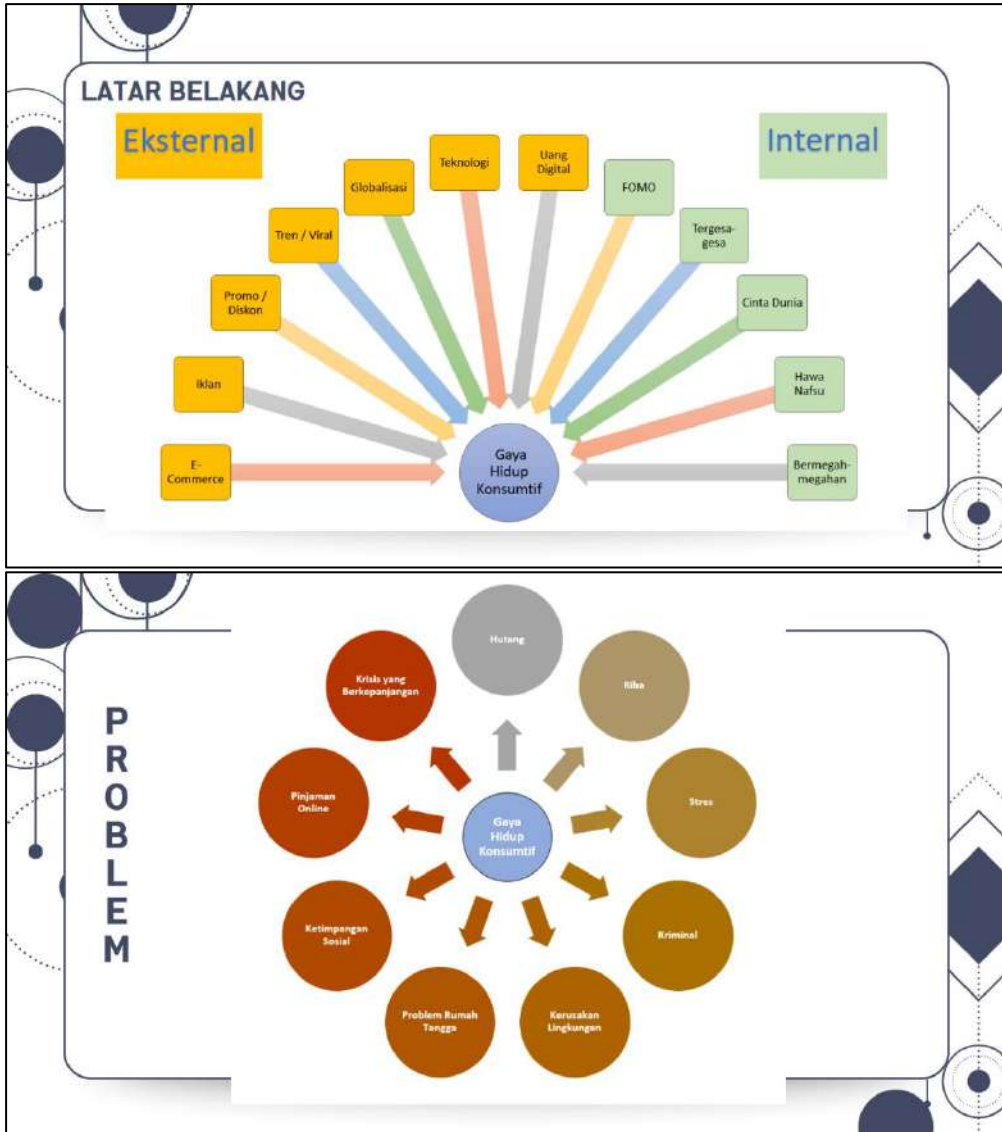 LATAR BELAKANG
Eksternal
Internal
Teknologi
Uang
Digital
Globalisasi
FOMO
Tren / Viral
Tergesa-
gesa
Promo /
Diskon
Cinta Dunia
Iklan
Hawa
Nafsu
E-
Commerce
Gaya
Hidup
Konsumtif
Bermegah-
megahan
PROBLEM
Hutang
Krisis yang
Berkepanjangan
Riba
Pinjaman
Online
Stres
Gaya
Hidup
Konsumtif
Ketimpangan
Sosial
Kriminal
Problem Rumah
Tangga
Kerusakan
Lingkungan